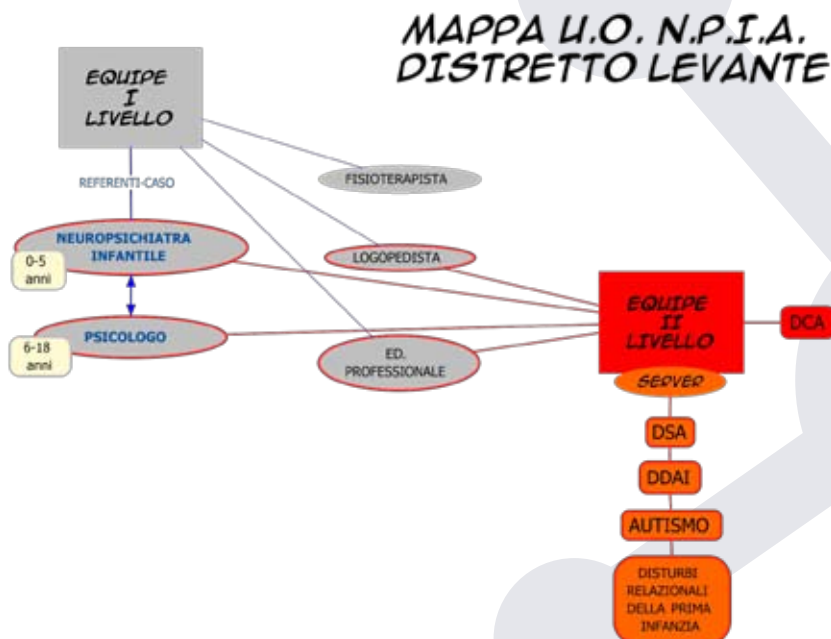 MAPPA U.O. N.P.I.A.
DISTRETTO LEVANTE
EQUIPE
I
LIVELLO
REFERENTI-CASO
FISIOTERAPISTA
NEUROPSICHIATRA
INFANTILE
0-5
anni
LOGOPEDISTA
EQUIPE
II
LIVELLO
DCA
PSICOLOGO
6-18
anni
ED.
PROFESSIONALE
SERVER
DSA
DDAI
AUTISMO
DISTURBI
RELAZIONALI
DELLA PRIMA
INFANZIA